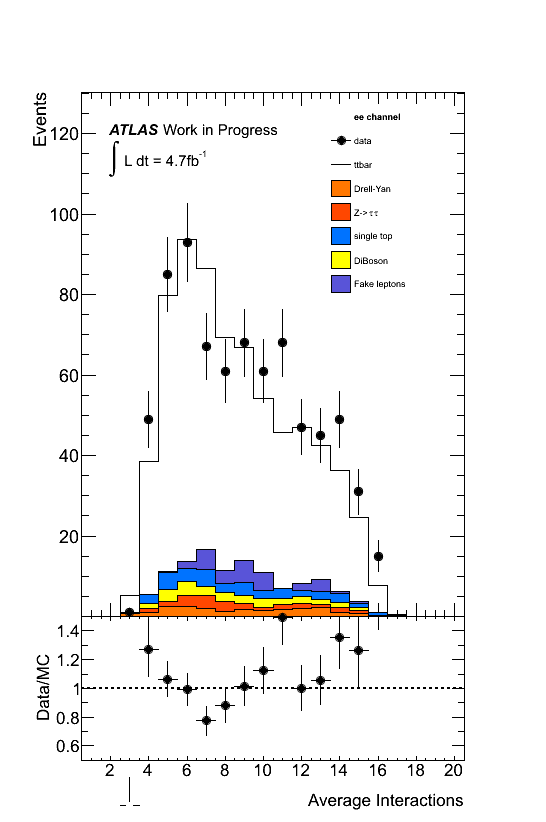 ee channel
ATLAS Work in Progress
∫ L dt = 4.7fb⁻¹
data
ttbar
Drell-Yan
Z->ττ
single top
DiBoson
Fake leptons
Events
120
100
80
60
40
20
Data/MC
1.4
1.2
1
0.8
0.6
2 4 6 8 10 12 14 16 18 20
Average Interactions